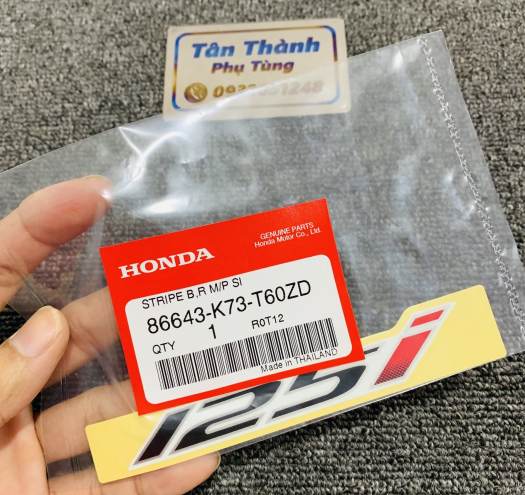 Tân Thành
Phụ Tùng
HONDA
GENUINE PARTS
Honda Motor Co., Ltd.
STRIPE B,R M/P SI
86643-K73-T60ZD
QTY 1 R0T12
Made in THAILAND
125i